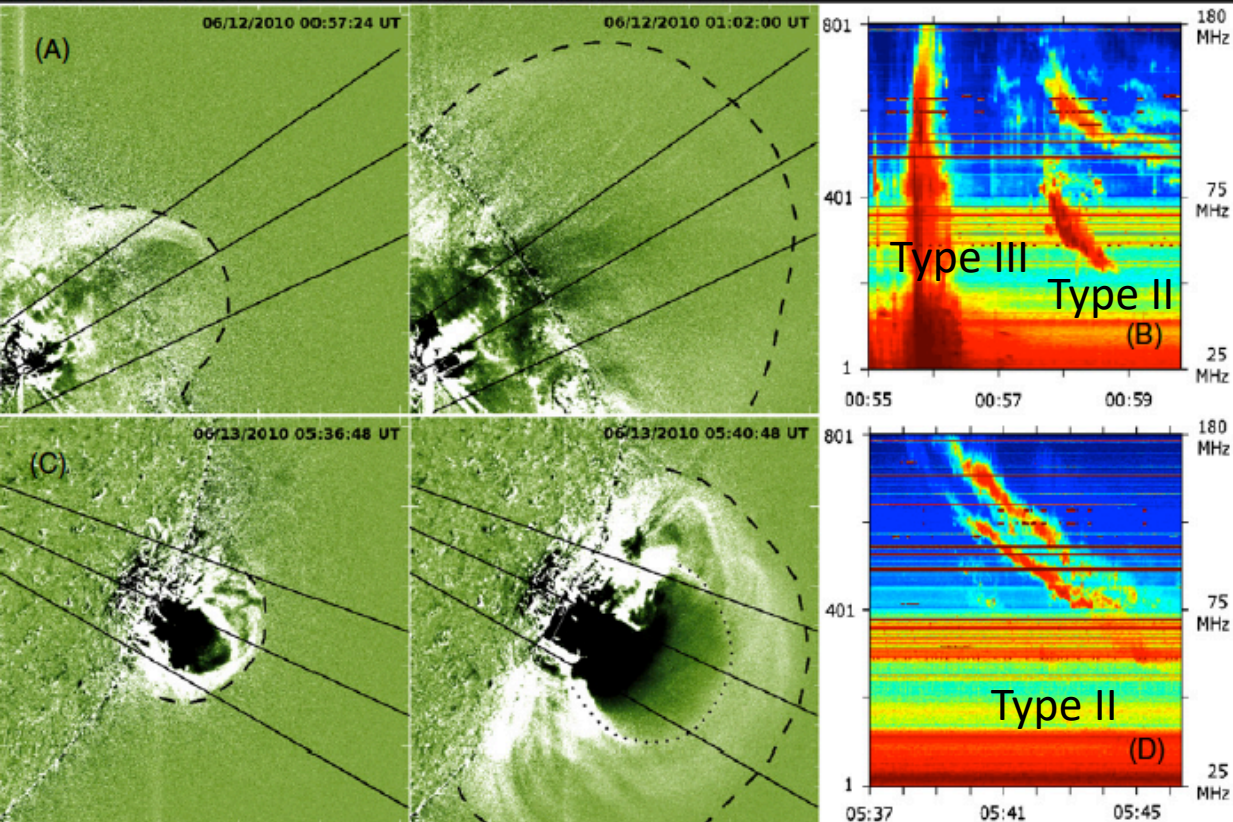 (A)
06/12/2010 00:57:24 UT
06/12/2010 01:02:00 UT
801
401
1
180
MHz
75
MHz
25
MHz
Type III
Type II
(B)
00:55
00:57
00:59
(C)
06/13/2010 05:36:48 UT
06/13/2010 05:40:48 UT
801
401
1
180
MHz
75
MHz
25
MHz
Type II
(D)
05:37
05:41
05:45